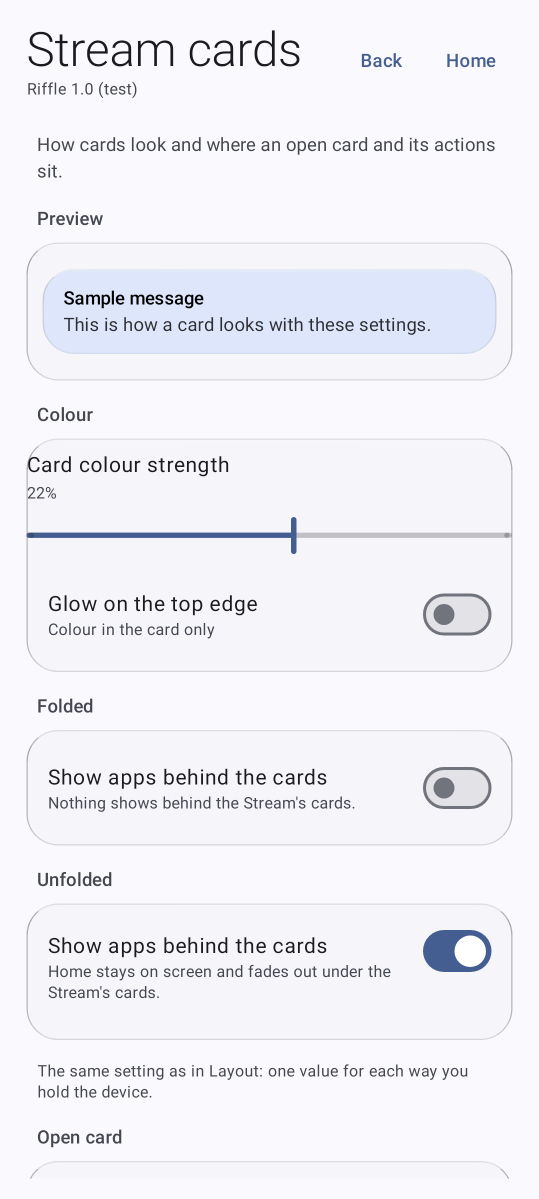 Stream cards
Back
Home
Riffle 1.0 (test)
How cards look and where an open card and its actions
sit.
Preview
Sample message
This is how a card looks with these settings.
Colour
Card colour strength
22%
Glow on the top edge
Colour in the card only
Folded
Show apps behind the cards
Nothing shows behind the Stream's cards.
Unfolded
Show apps behind the cards
Home stays on screen and fades out under the
Stream's cards.
The same setting as in Layout: one value for each way you
hold the device.
Open card